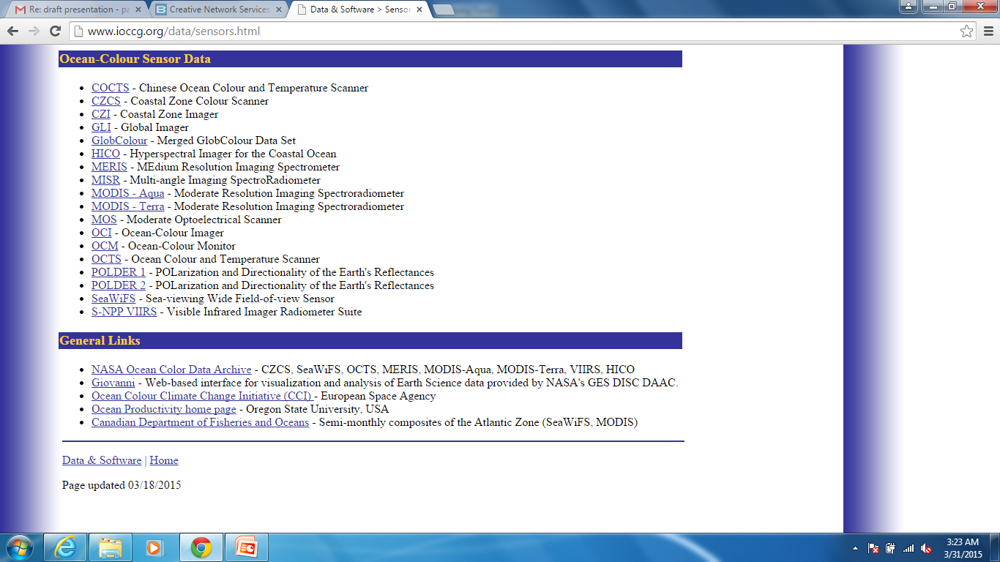 Re: draft presentation - pa
Creative Network Services
Data & Software > Sensor
www.ioccg.org/data/sensors.html
Ocean-Colour Sensor Data
COCTS - Chinese Ocean Colour and Temperature Scanner
CZCS - Coastal Zone Colour Scanner
CZI - Coastal Zone Imager
GLI - Global Imager
GlobColour - Merged GlobColour Data Set
HICO - Hyperspectral Imager for the Coastal Ocean
MERIS - MEdium Resolution Imaging Spectrometer
MISR - Multi-angle Imaging SpectroRadiometer
MODIS - Aqua - Moderate Resolution Imaging Spectroradiometer
MODIS - Terra - Moderate Resolution Imaging Spectroradiometer
MOS - Moderate Optoelectrical Scanner
OCI - Ocean-Colour Imager
OCM - Ocean-Colour Monitor
OCTS - Ocean Colour and Temperature Scanner
POLDER 1 - POLarization and Directionality of the Earth's Reflectances
POLDER 2 - POLarization and Directionality of the Earth's Reflectances
SeaWiFS - Sea-viewing Wide Field-of-view Sensor
S-NPP VIIRS - Visible Infrared Imager Radiometer Suite
General Links
NASA Ocean Color Data Archive - CZCS, SeaWiFS, OCTS, MERIS, MODIS-Aqua, MODIS-Terra, VIIRS, HICO
Giovanni - Web-based interface for visualization and analysis of Earth Science data provided by NASA's GES DISC DAAC.
Ocean Colour Climate Change Initiative (CCI) - European Space Agency
Ocean Productivity home page - Oregon State University, USA
Canadian Department of Fisheries and Oceans - Semi-monthly composites of the Atlantic Zone (SeaWiFS, MODIS)
Data & Software | Home
Page updated 03/18/2015
3:23 AM
3/31/2015